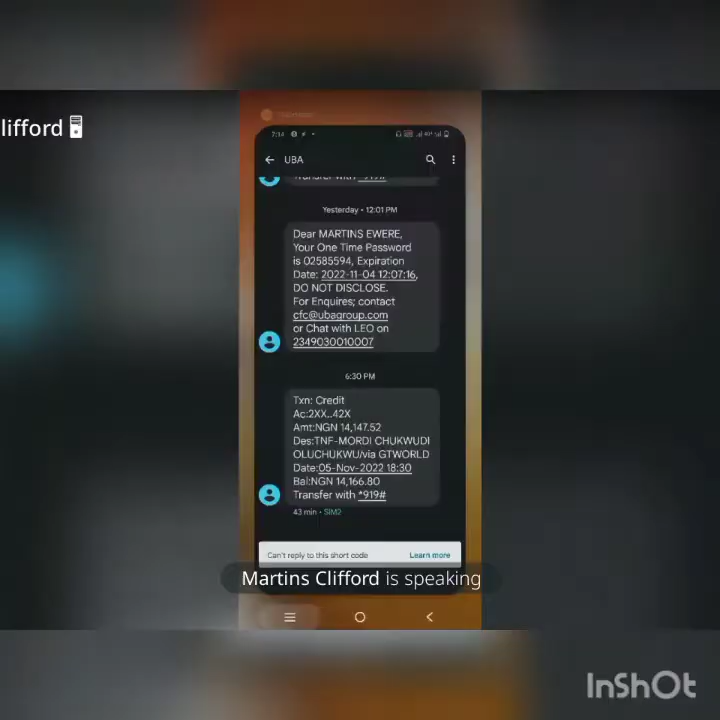 lifford
7:14
UBA
Transfer with *919#
Yesterday • 12:01 PM
Dear MARTINS EWERE,
Your One Time Password
is 02585594, Expiration
Date: 2022-11-04 12:07:16,
DO NOT DISCLOSE.
For Enquires; contact
cfc@ubagroup.com
or Chat with LEO on
2349030010007
6:30 PM
Txn: Credit
Ac:2XX..42X
Amt:NGN 14,147.52
Des:TNF-MORDI CHUKWUDI
OLUCHUKWU/via GTWORLD
Date:05-Nov-2022 18:30
Bal:NGN 14,166.80
Transfer with *919#
43 min • SIM2
Can't reply to this short code
Learn more
Martins Clifford is speaking
InShOt